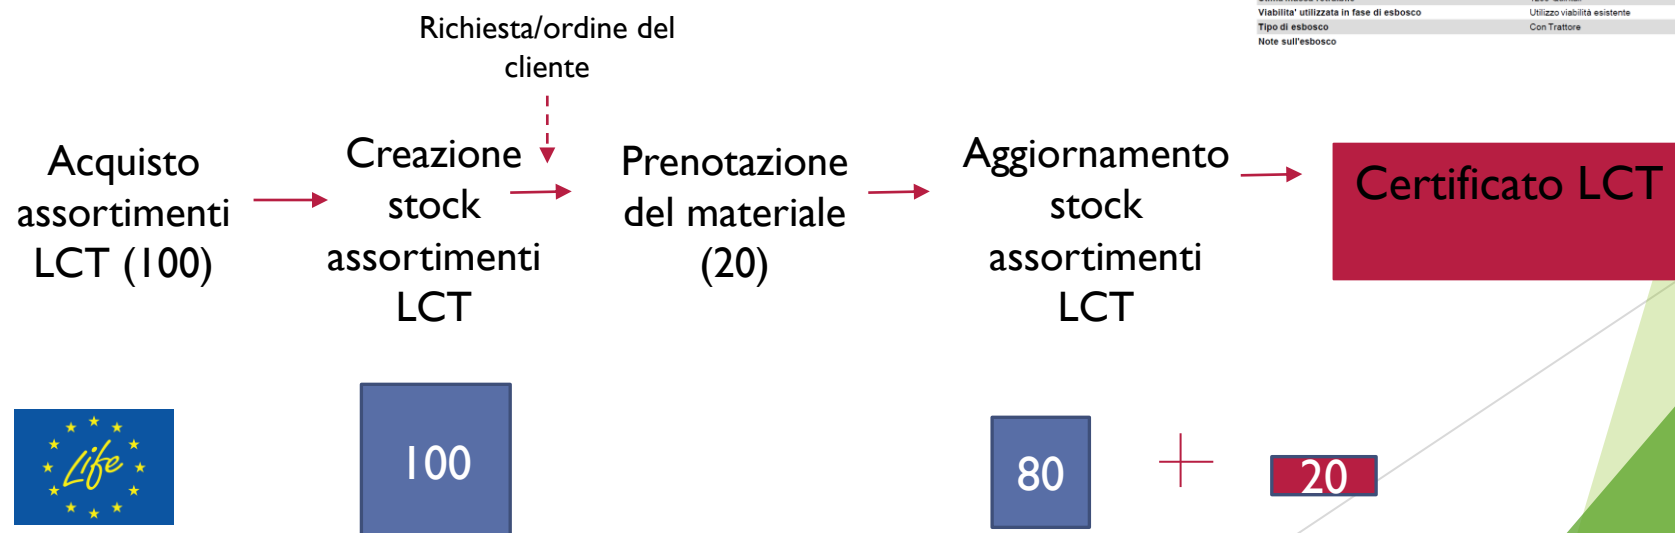 Viabilita' utilizzata in fase di esbosco Utilizzo viabilità esistente
Tipo di esbosco Con Trattore
Note sull'esbosco
Richiesta/ordine del
cliente
Acquisto
assortimenti
LCT (100)
Creazione
stock
assortimenti
LCT
Prenotazione
del materiale
(20)
Aggiornamento
stock
assortimenti
LCT
Certificato LCT
Life
100
80
20